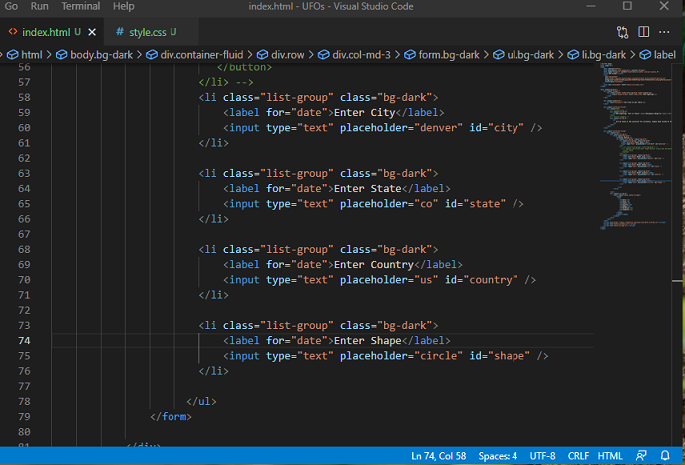 Go Run Terminal Help index.html - UFOs - Visual Studio Code
index.html U style.css U
html body.bg-dark div.container-fluid div.row div.col-md-3 form.bg-dark ul.bg-dark li.bg-dark label
56 </button>
57 </li> -->
58 <li class="list-group" class="bg-dark">
59 <label for="date">Enter City</label>
60 <input type="text" placeholder="denver" id="city" />
61 </li>
62
63 <li class="list-group" class="bg-dark">
64 <label for="date">Enter State</label>
65 <input type="text" placeholder="co" id="state" />
66 </li>
67
68 <li class="list-group" class="bg-dark">
69 <label for="date">Enter Country</label>
70 <input type="text" placeholder="us" id="country" />
71 </li>
72
73 <li class="list-group" class="bg-dark">
74 <label for="date">Enter Shape</label>
75 <input type="text" placeholder="circle" id="shape" />
76 </li>
77
78 </ul>
79 </form>
80
81 </div>
Ln 74, Col 58 Spaces: 4 UTF-8 CRLF HTML